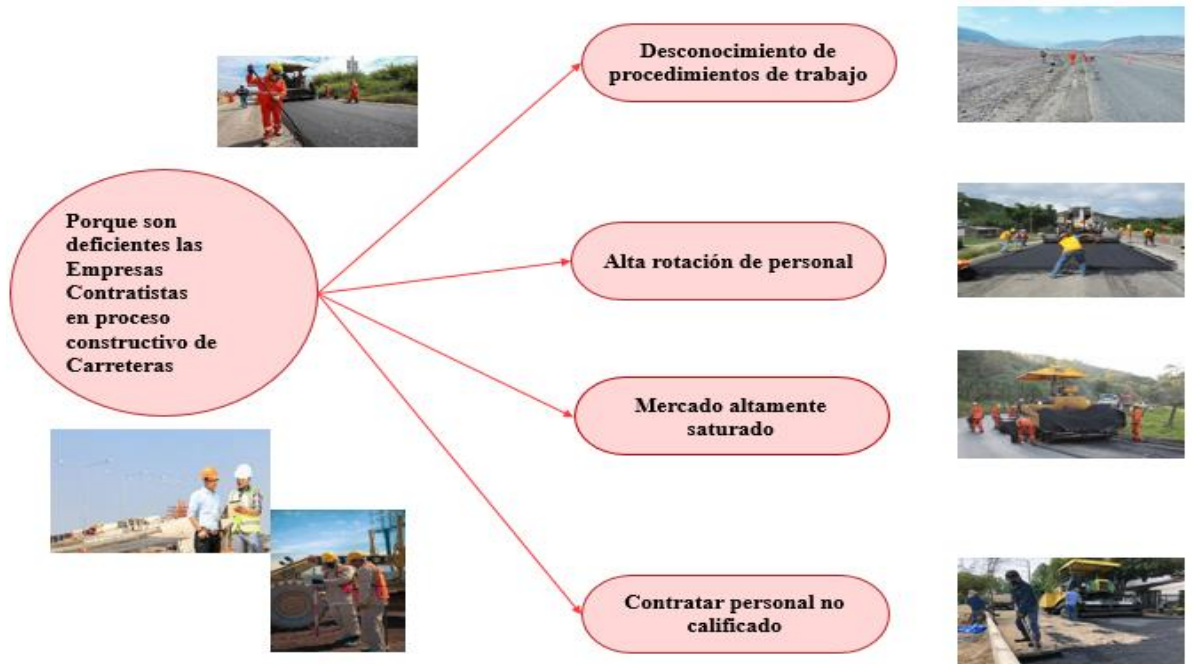 Desconocimiento de
procedimientos de trabajo
Porque son
deficientes las
Empresas
Contratistas
en proceso
constructivo de
Carreteras
Alta rotación de personal
Mercado altamente
saturado
Contratar personal no
calificado